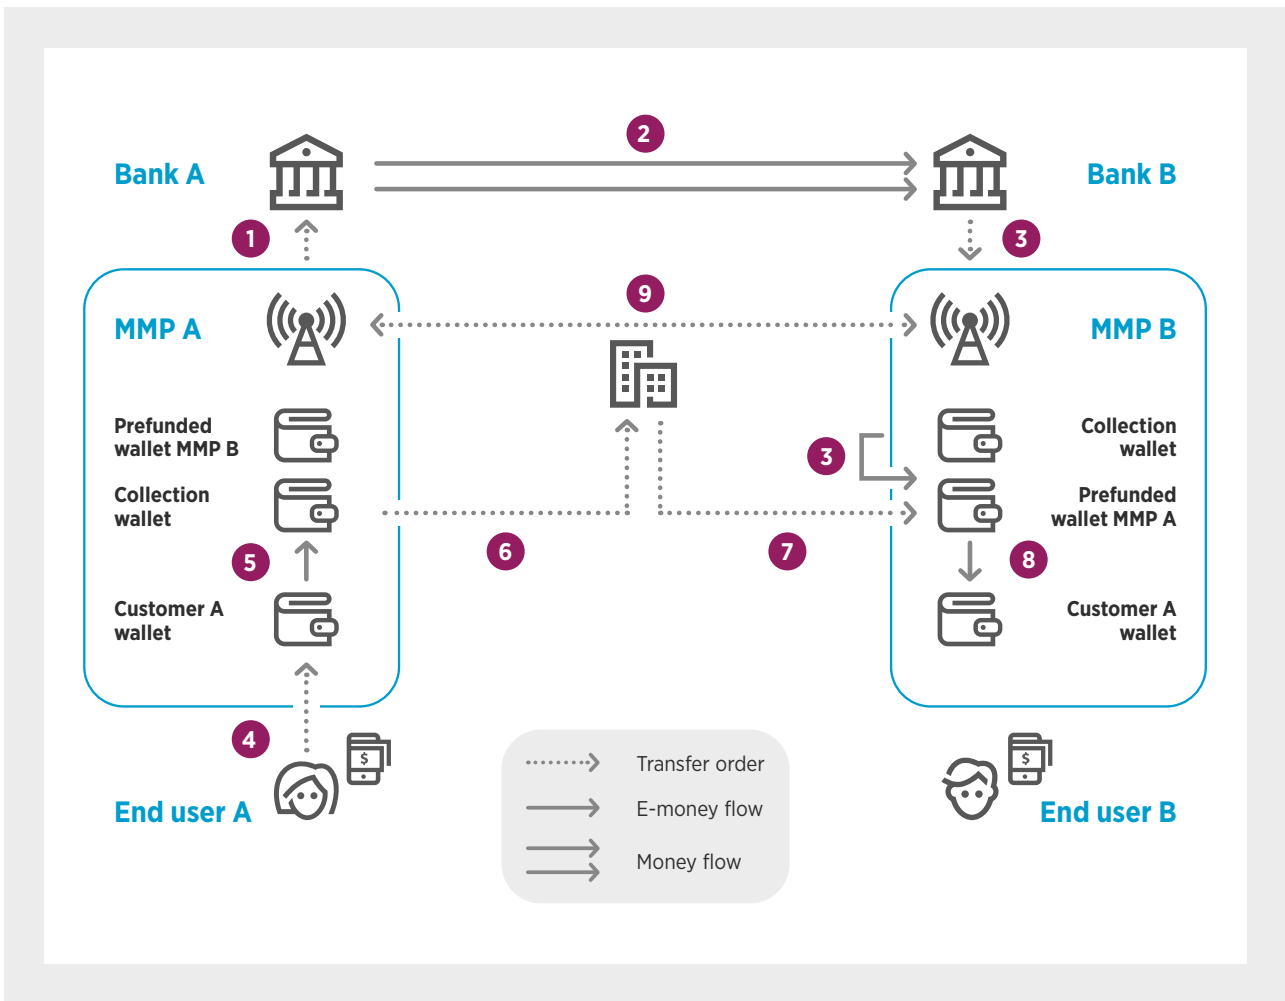 2
Bank A
Bank B
1
3
9
MMP A
MMP B
Prefunded
wallet MMP B
Collection
wallet
3
Collection
wallet
Prefunded
wallet MMP A
5
6
7
8
Customer A
wallet
Customer A
wallet
4
$
$
End user A
End user B
Transfer order
E-money flow
Money flow